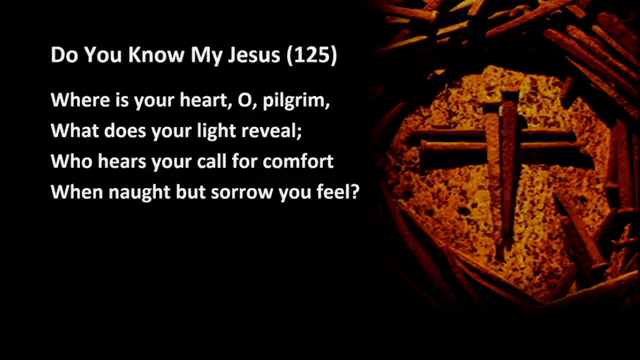 Do You Know My Jesus (125)
Where is your heart, O, pilgrim,
What does your light reveal;
Who hears your call for comfort
When naught but sorrow you feel?